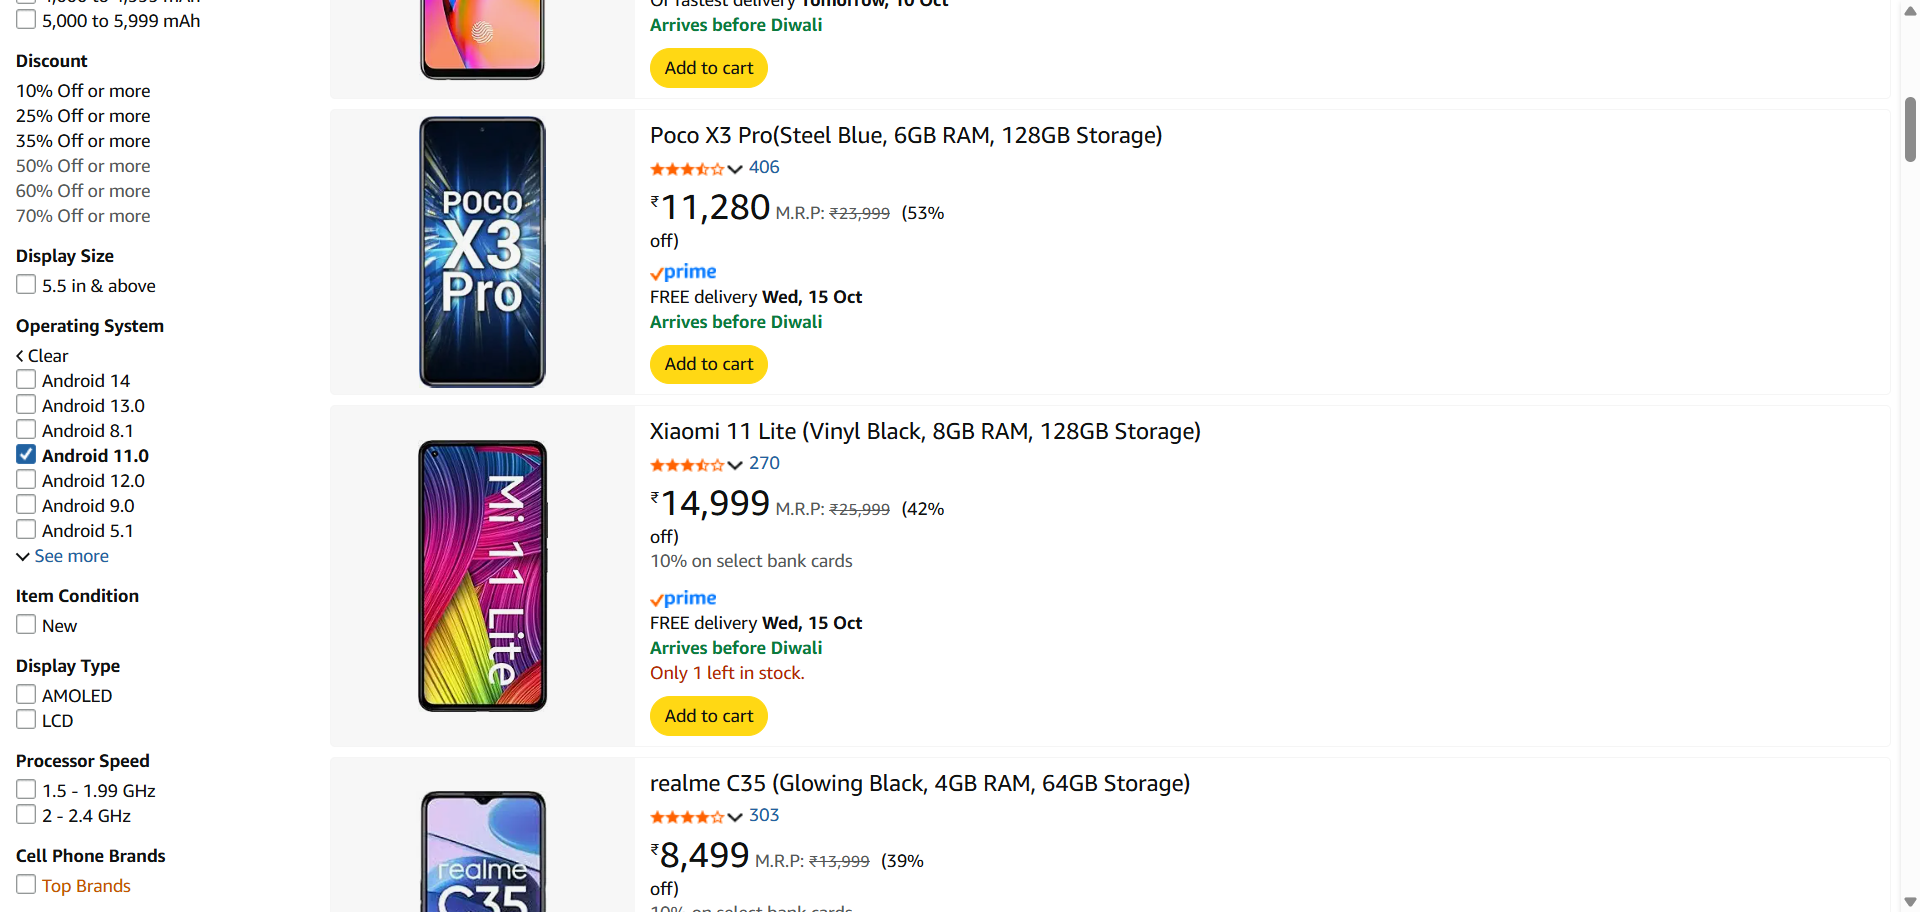 5,000 to 5,999 mAh
Discount
10% Off or more
25% Off or more
35% Off or more
50% Off or more
60% Off or more
70% Off or more
Display Size
5.5 in & above
Operating System
Clear
Android 14
Android 13.0
Android 8.1
Android 11.0
Android 12.0
Android 9.0
Android 5.1
See more
Item Condition
New
Display Type
AMOLED
LCD
Processor Speed
1.5 - 1.99 GHz
2 - 2.4 GHz
Cell Phone Brands
Top Brands
Or fastest delivery Tomorrow, 10 Oct
Arrives before Diwali
Add to cart
POCO
X3
Pro
Poco X3 Pro(Steel Blue, 6GB RAM, 128GB Storage)
406
₹11,280 M.R.P: ₹23,999 (53%
off)
prime
FREE delivery Wed, 15 Oct
Arrives before Diwali
Add to cart
Mi 11 Lite
Xiaomi 11 Lite (Vinyl Black, 8GB RAM, 128GB Storage)
270
₹14,999 M.R.P: ₹25,999 (42%
off)
10% on select bank cards
prime
FREE delivery Wed, 15 Oct
Arrives before Diwali
Only 1 left in stock.
Add to cart
realme
C35
realme C35 (Glowing Black, 4GB RAM, 64GB Storage)
303
₹8,499 M.R.P: ₹13,999 (39%
off)
10% on select bank cards